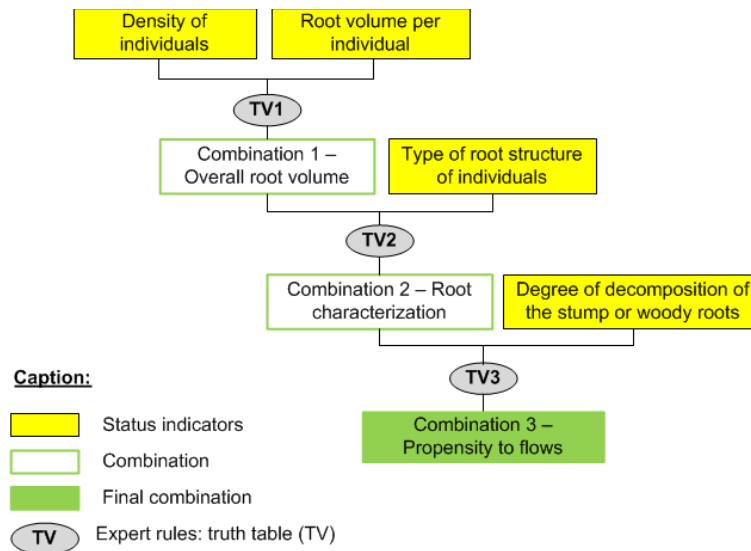 Density of
individuals
Root volume per
individual
TV1
Combination 1 –
Overall root volume
Type of root structure
of individuals
TV2
Combination 2 – Root
characterization
Degree of decomposition of
the stump or woody roots
TV3
Combination 3 –
Propensity to flows
Caption:
Status indicators
Combination
Final combination
TV Expert rules: truth table (TV)